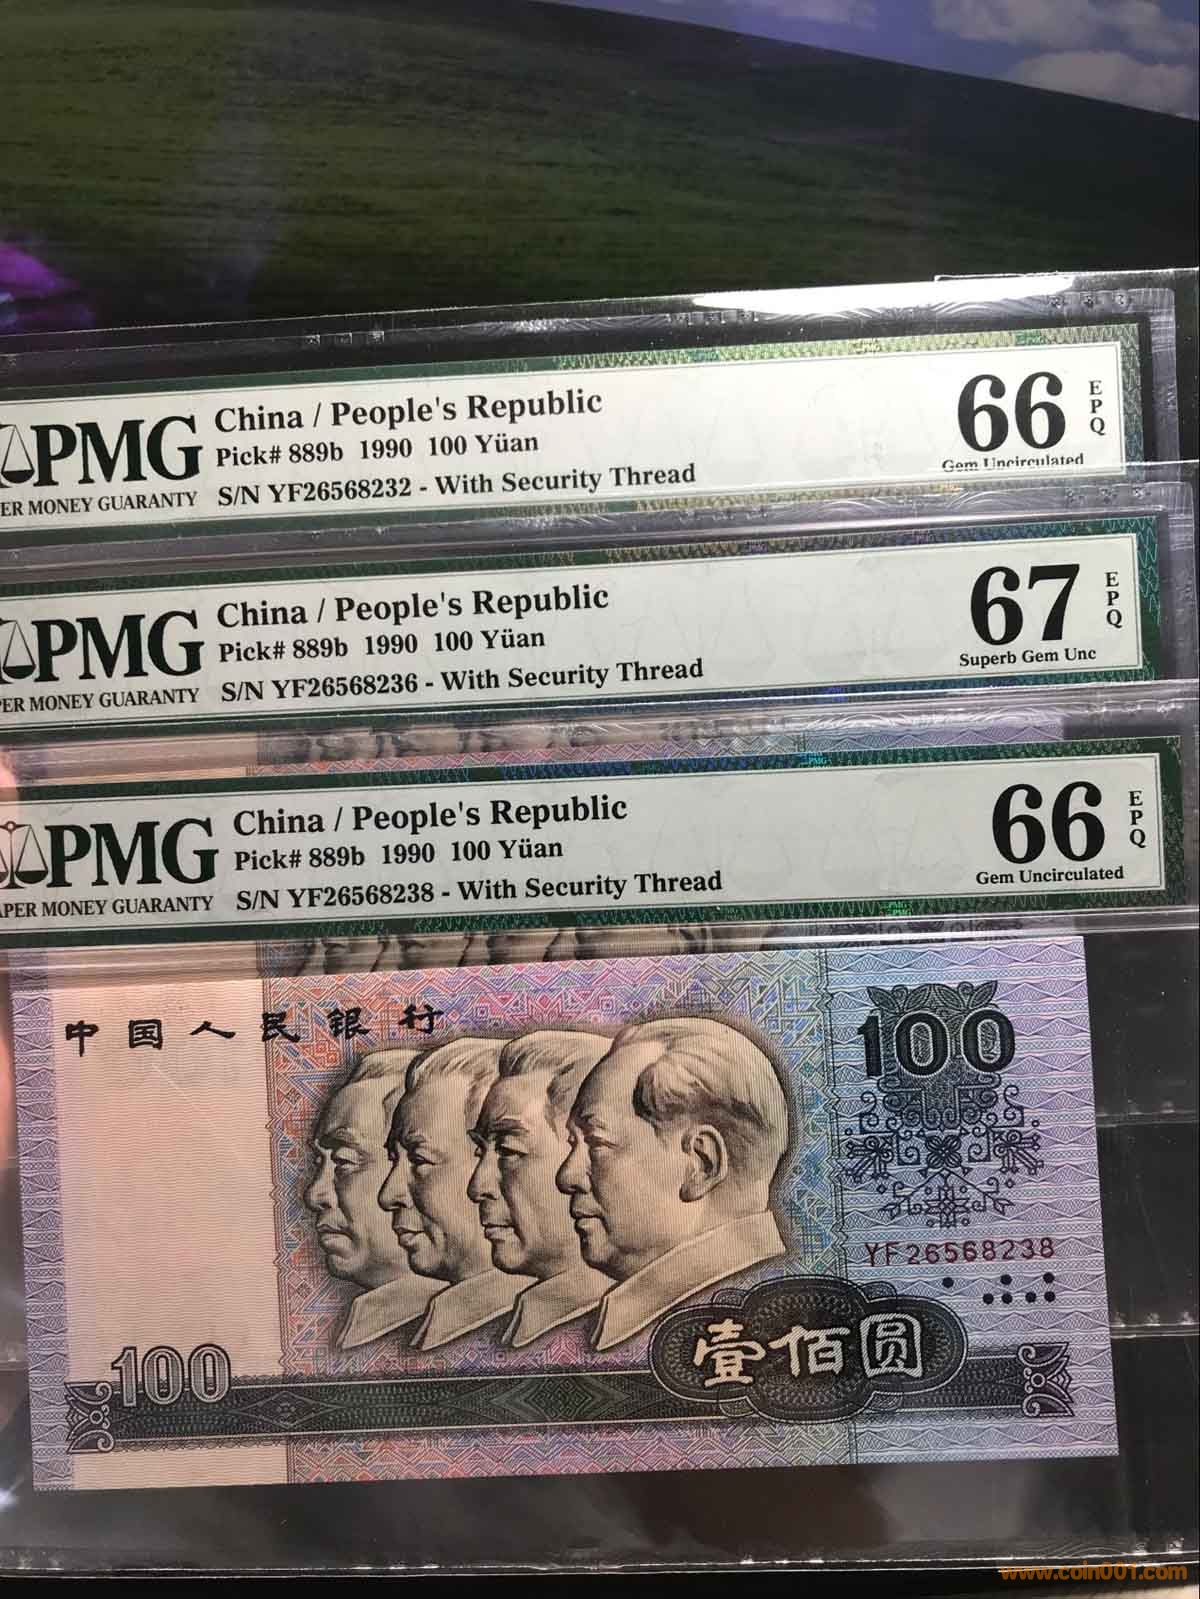 PMG
China / People's Republic
Pick# 889b 1990 100 Yüan
S/N YF26568232 - With Security Thread
ER MONEY GUARANTY
66
EPQ
Gem Uncirculated
PMG
China / People's Republic
Pick# 889b 1990 100 Yüan
S/N YF26568236 - With Security Thread
PER MONEY GUARANTY
67
EPQ
Superb Gem Unc
PMG
China / People's Republic
Pick# 889b 1990 100 Yüan
S/N YF26568238 - With Security Thread
APER MONEY GUARANTY
66
EPQ
Gem Uncirculated
中国人民银行
100
YF26568238
壹佰圆
100
www.coin001.com